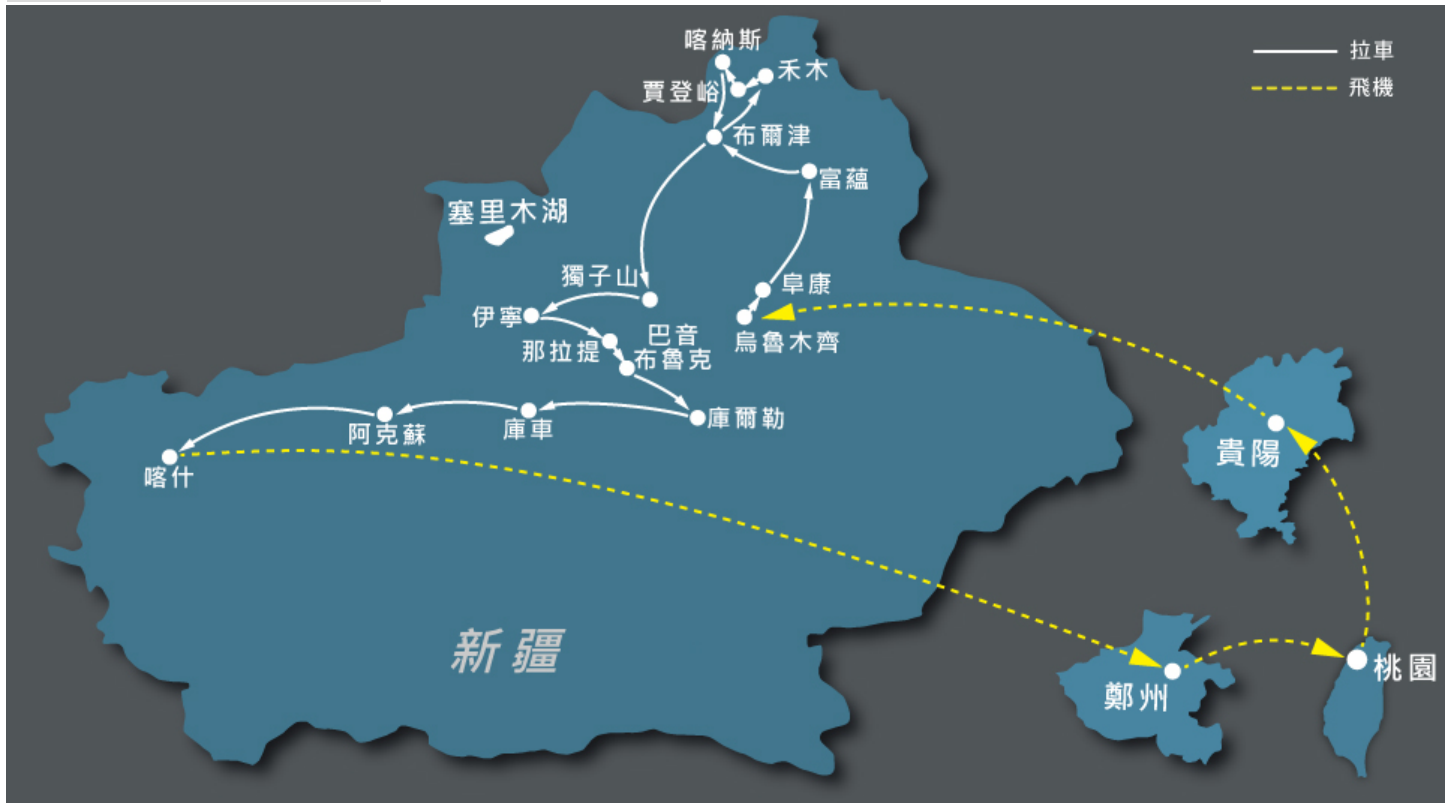 喀納斯
禾木
賈登峪
布爾津
富蘊
塞里木湖
獨子山
阜康
伊寧
巴音
布魯克
那拉提
烏魯木齊
阿克蘇
庫車
庫爾勒
喀什
新疆
拉車
飛機
貴陽
鄭州
桃園